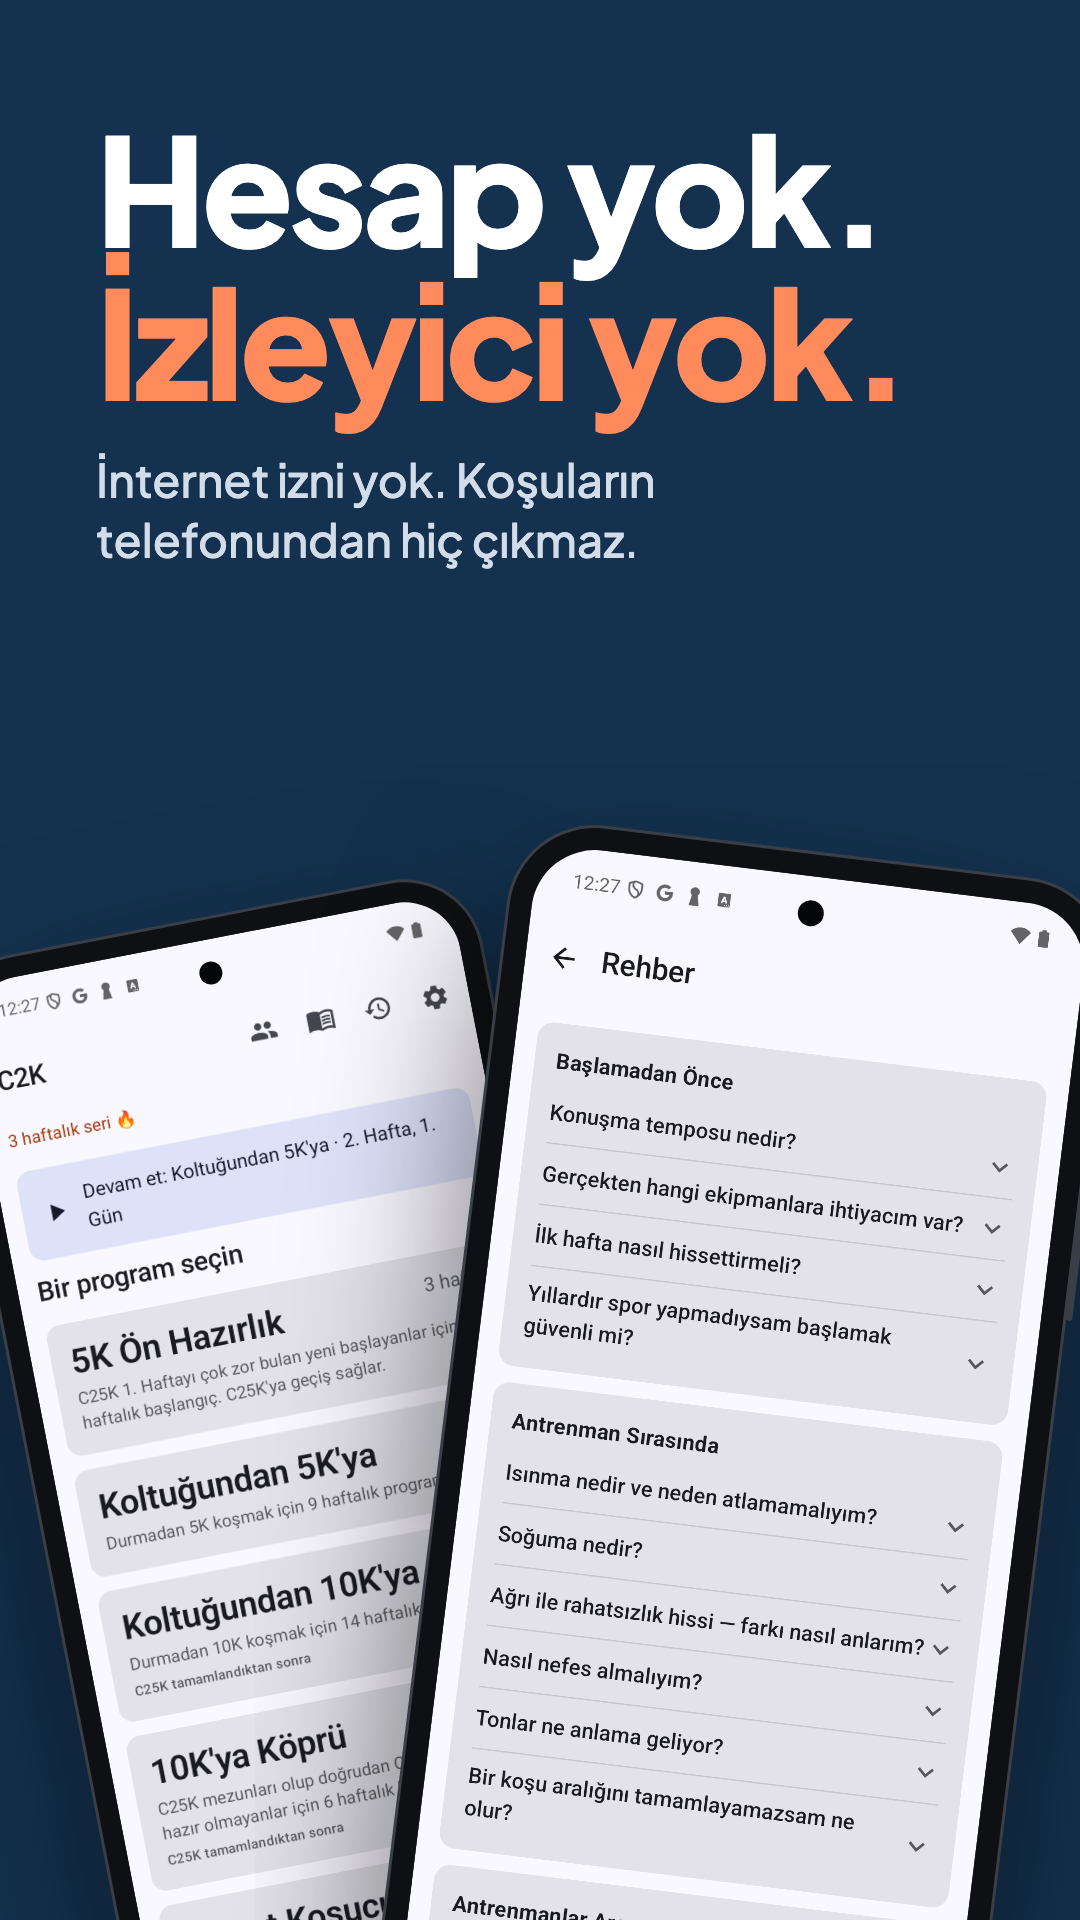 Hesap yok.
İzleyici yok.
İnternet izni yok. Koşuların
telefonundan hiç çıkmaz.
12:27
C2K
3 haftalık seri 🔥
Devam et: Koltuğundan 5K'ya · 2. Hafta, 1.
Gün
Bir program seçin
5K Ön Hazırlık
3 ha
C25K 1. Haftayı çok zor bulan yeni başlayanlar için
haftalık başlangıç. C25K'ya geçiş sağlar.
Koltuğundan 5K'ya
Durmadan 5K koşmak için 9 haftalık
Koltuğundan 10K'ya
Durmadan 10K koşmak için 14 haftalık
C25K tamamlandıktan sonra
10K'ya Köprü
C25K mezunları olup doğrudan
hazır olmayanlar için 6 haftalık
C25K tamamlandıktan sonra
12:27
Rehber
Başlamadan Önce
Konuşma temposu nedir?
Gerçekten hangi ekipmanlara ihtiyacım var?
İlk hafta nasıl hissettirmeli?
Yıllardır spor yapmadıysam başlamak
güvenli mi?
Antrenman Sırasında
Isınma nedir ve neden atlamamalıyım?
Soğuma nedir?
Ağrı ile rahatsızlık hissi — farkı nasıl anlarım?
Nasıl nefes almalıyım?
Tonlar ne anlama geliyor?
Bir koşu aralığını tamamlayamazsam ne
olur?
Antrenmanlar